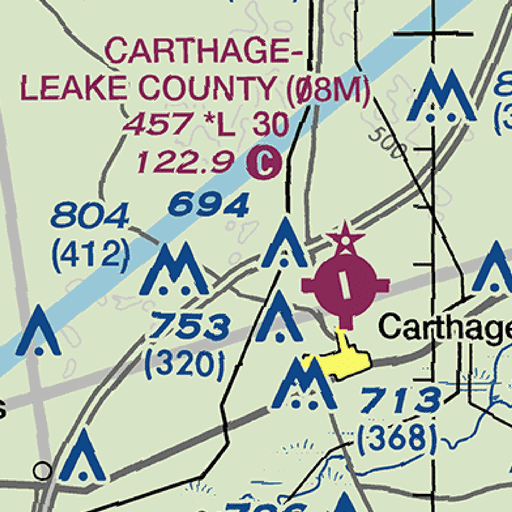 CARTHAGE-
LEAKE COUNTY (Ø8M)
457 *L 30
122.9 C
500
694
804
(412)
753
(320)
Carthage
713
(368)